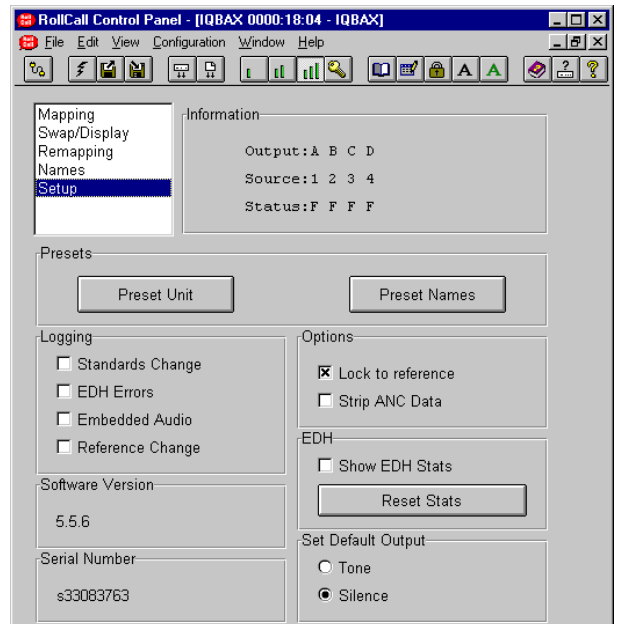 RollCall Control Panel - [IQBAX 0000:18:04 - IQBAX]
File Edit View Configuration Window Help
A A ?
Mapping
Swap/Display
Remapping
Names
Setup
Information
Output:A B C D
Source:1 2 3 4
Status:F F F F
Presets
Preset Unit
Preset Names
Logging
Standards Change
EDH Errors
Embedded Audio
Reference Change
Options
Lock to reference
Strip ANC Data
EDH
Show EDH Stats
Reset Stats
Software Version
5.5.6
Serial Number
s33083763
Set Default Output
Tone
Silence